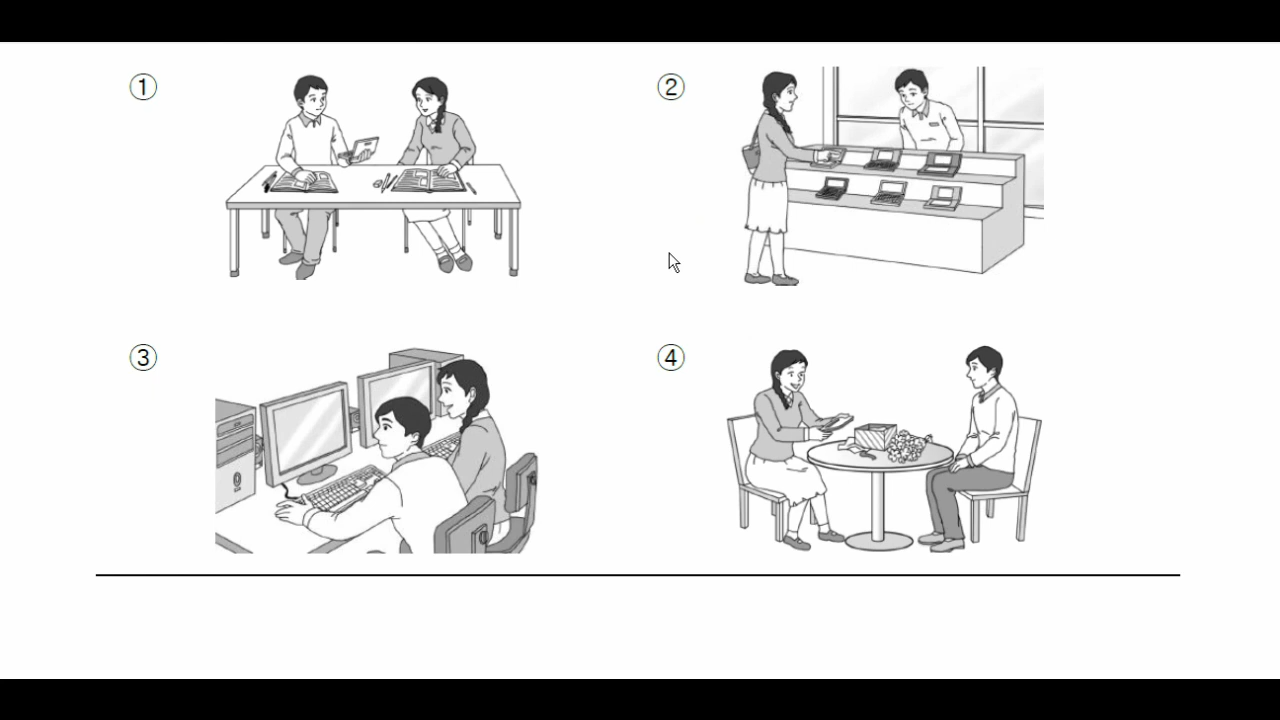 ①
②
③
④